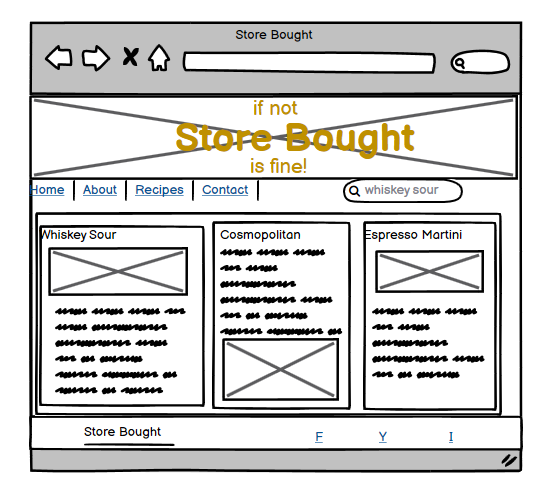 Store Bought
if not
Store Bought
is fine!
Home About Recipes Contact
whiskey sour
Whiskey Sour
Cosmopolitan
Espresso Martini
Store Bought
F Y I